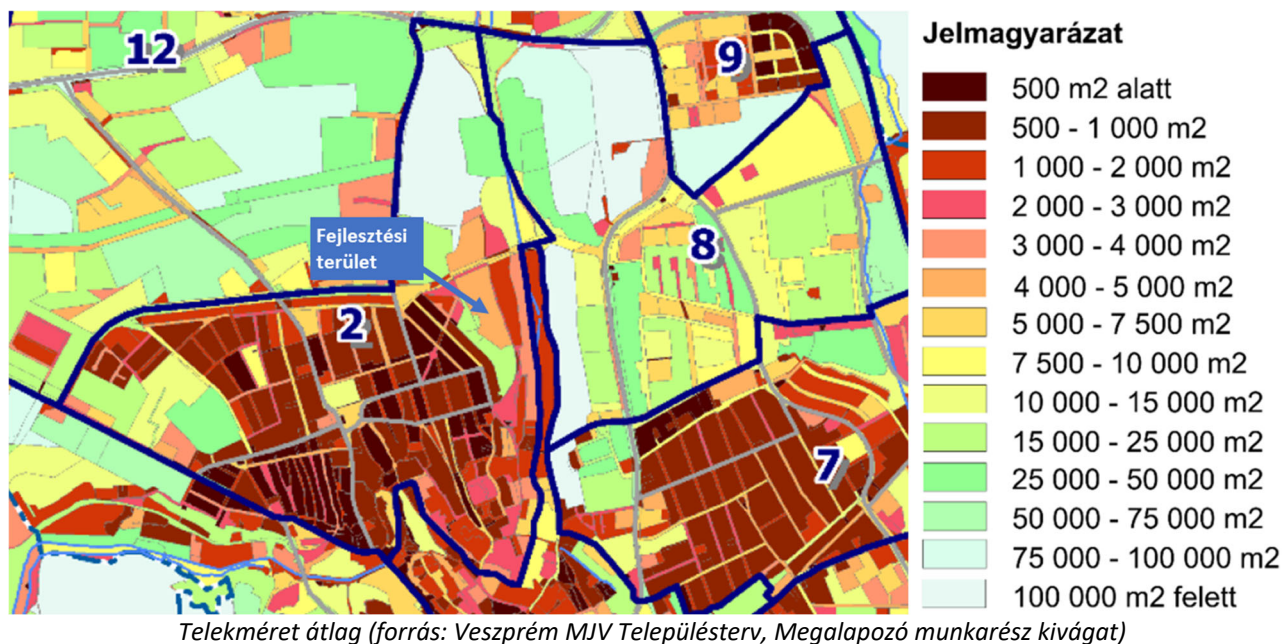 12
9
Fejlesztési
terület
8
2
7
Jelmagyarázat
500 m2 alatt
500 - 1 000 m2
1 000 - 2 000 m2
2 000 - 3 000 m2
3 000 - 4 000 m2
4 000 - 5 000 m2
5 000 - 7 500 m2
7 500 - 10 000 m2
10 000 - 15 000 m2
15 000 - 25 000 m2
25 000 - 50 000 m2
50 000 - 75 000 m2
75 000 - 100 000 m2
100 000 m2 felett
Telekméret átlag (forrás: Veszprém MJV Településterv, Megalapozó munkarész kivágat)